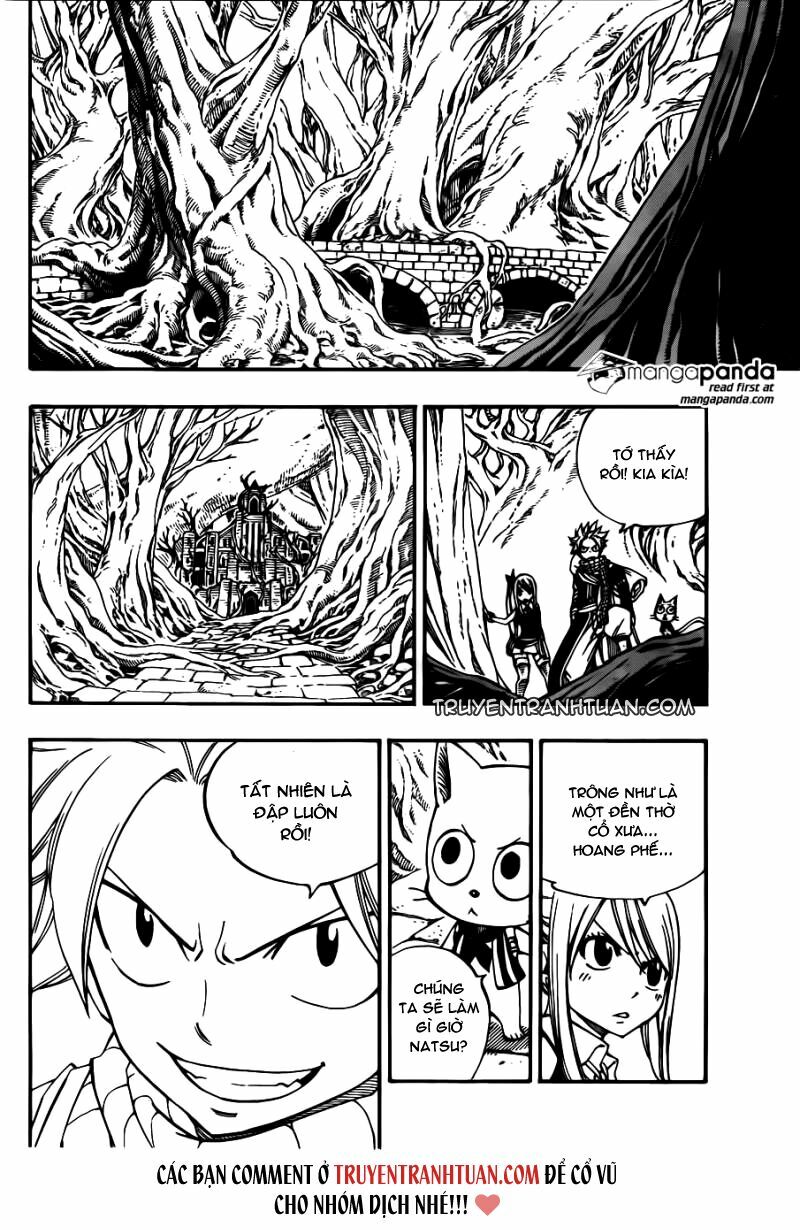 mangapanda
read first at
mangapanda.com
TỚ THẤY
RỒI! KIA KÌA!
TRUYENTRANHTUAN.COM
TRÔNG NHƯ LÀ
MỘT ĐỀN THỜ
CỔ XƯA...
HOANG PHẾ...
CHÚNG
TA SẼ LÀM
GÌ GIỜ
NATSU?
TẤT NHIÊN LÀ
ĐẬP LUÔN
RỒI!
CÁC BẠN COMMENT Ở TRUYENTRANHTUAN.COM ĐỂ CỔ VŨ
CHO NHÓM DỊCH NHÉ!!!